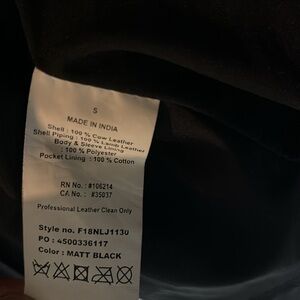 S
MADE IN INDIA
Shell : 100 % Cow Leather
Shell Piping : 100 % Lamb Leather
Body & Sleeve Lining
: 100 % Polyester
Pocket Lining : 100 % Cotton
RN No. : #106214
CA No. : #35037
Professional Leather Clean Only
Style no. F18NLJ1130
PO : 4500336117
Color : MATT BLACK